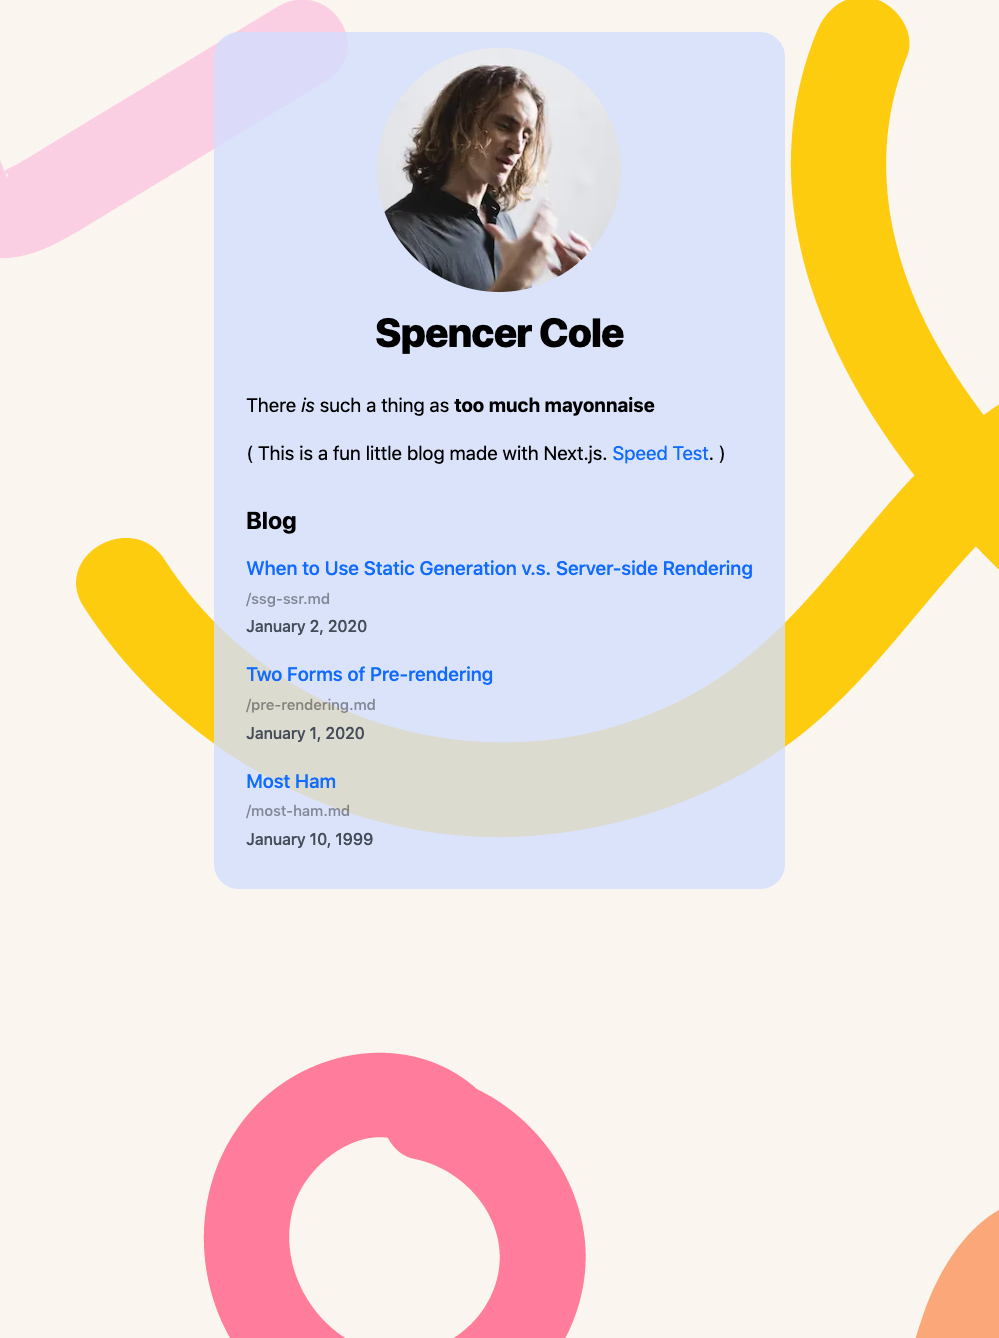 Spencer Cole
There is such a thing as too much mayonnaise
( This is a fun little blog made with Next.js. Speed Test. )
Blog
When to Use Static Generation v.s. Server-side Rendering
/ssg-ssr.md
January 2, 2020
Two Forms of Pre-rendering
/pre-rendering.md
January 1, 2020
Most Ham
/most-ham.md
January 10, 1999